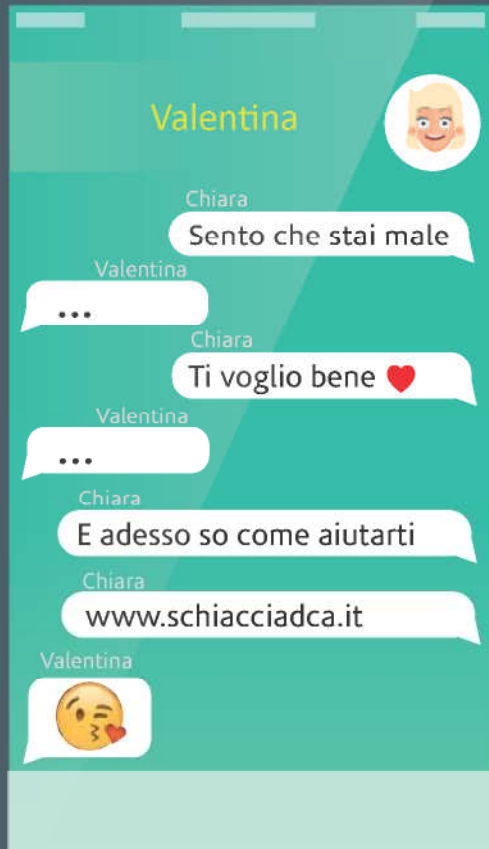 Valentina
Chiara
Sento che stai male
Valentina
...
Chiara
Ti voglio bene ❤
Valentina
...
Chiara
E adesso so come aiutarti
Chiara
www.schiacciadca.it
Valentina
😘